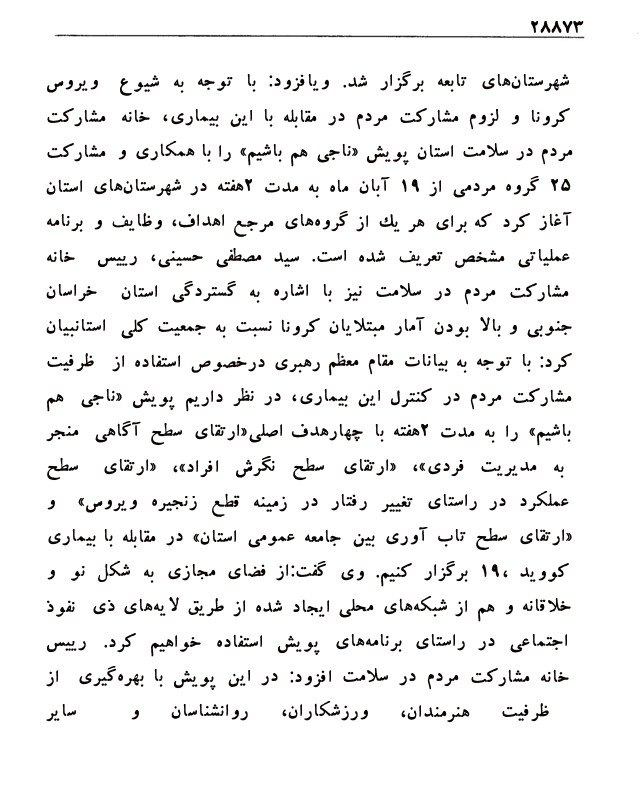 ۲۸۸۷۳
شهرستان‌های تابعه برگزار شد. ویافزود: با توجه به شیوع ویروس
کرونا و لزوم مشارکت مردم در مقابله با این بیماری، خانه مشارکت
مردم در سلامت استان پویش «ناجی هم باشیم» را با همکاری و مشارکت
۲۵ گروه مردمی از ۱۹ آبان ماه به مدت ۲هفته در شهرستان‌های استان
آغاز کرد که برای هر یك از گروه‌های مرجع اهداف، وظایف و برنامه
عملیاتی مشخص تعریف شده است. سید مصطفی حسینی، رییس خانه
مشارکت مردم در سلامت نیز با اشاره به گستردگی استان خراسان
جنوبی و بالا بودن آمار مبتلایان کرونا نسبت به جمعیت کلی استانبیان
کرد: با توجه به بیانات مقام معظم رهبری درخصوص استفاده از ظرفیت
مشارکت مردم در کنترل این بیماری، در نظر داریم پویش «ناجی هم
باشیم» را به مدت ۲هفته با چهارهدف اصلی«ارتقای سطح آگاهی منجر
به مدیریت فردی»، «ارتقای سطح نگرش افراد»، «ارتقای سطح
عملکرد در راستای تغییر رفتار در زمینه قطع زنجیره ویروس» و
«ارتقای سطح تاب آوری بین جامعه عمومی استان» در مقابله با بیماری
کووید ،۱۹ برگزار کنیم. وی گفت:از فضای مجازی به شکل نو و
خلاقانه و هم از شبکه‌های محلی ایجاد شده از طریق لایه‌های ذی نفوذ
اجتماعی در راستای برنامه‌های پویش استفاده خواهیم کرد. رییس
خانه مشارکت مردم در سلامت افزود: در این پویش با بهره‌گیری از
ظرفیت هنرمندان، ورزشکاران، روانشناسان و سایر